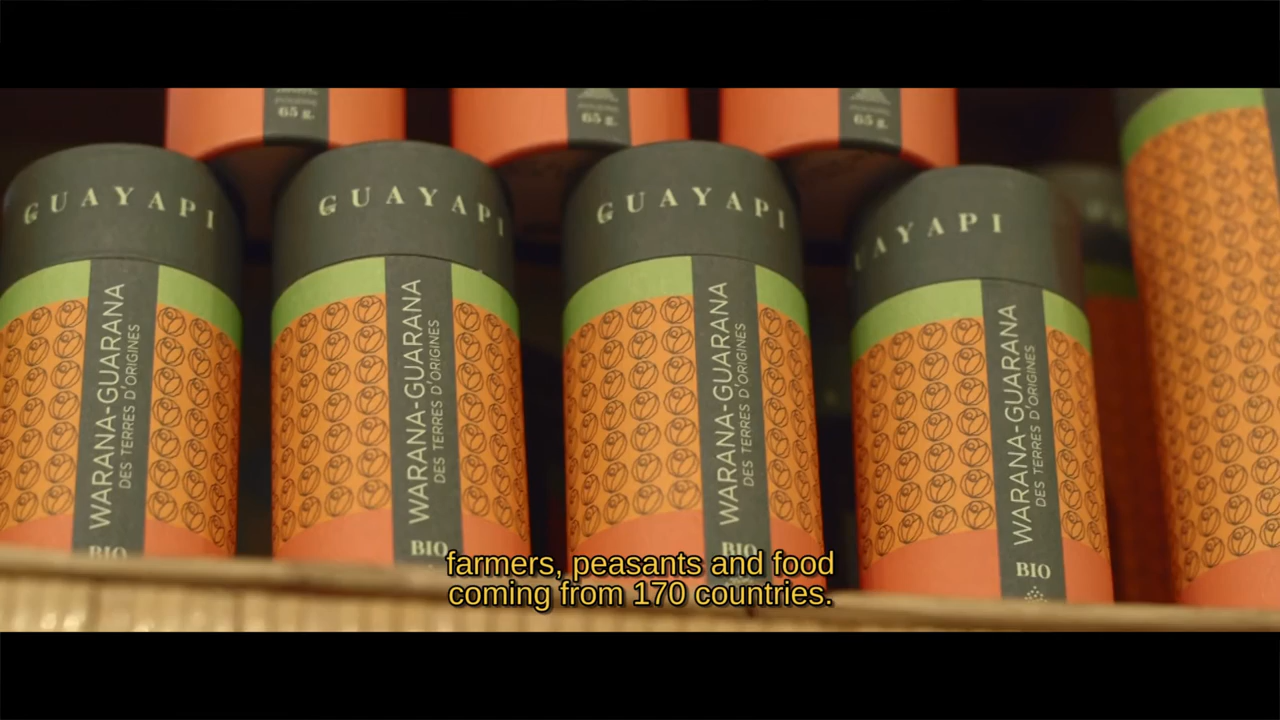 65 g.
65 g.
65 g.
GUAYAPI
GUAYAPI
GUAYAPI
AYAPI
WARANA-GUARANA
DES TERRES D'ORIGINES
BIO
WARANA-GUARANA
DES TERRES D'ORIGINES
BIO
WARANA-GUARANA
DES TERRES D'ORIGINES
BIO
WARANA-GUARANA
DES TERRES D'ORIGINES
BIO
farmers, peasants and food
coming from 170 countries.